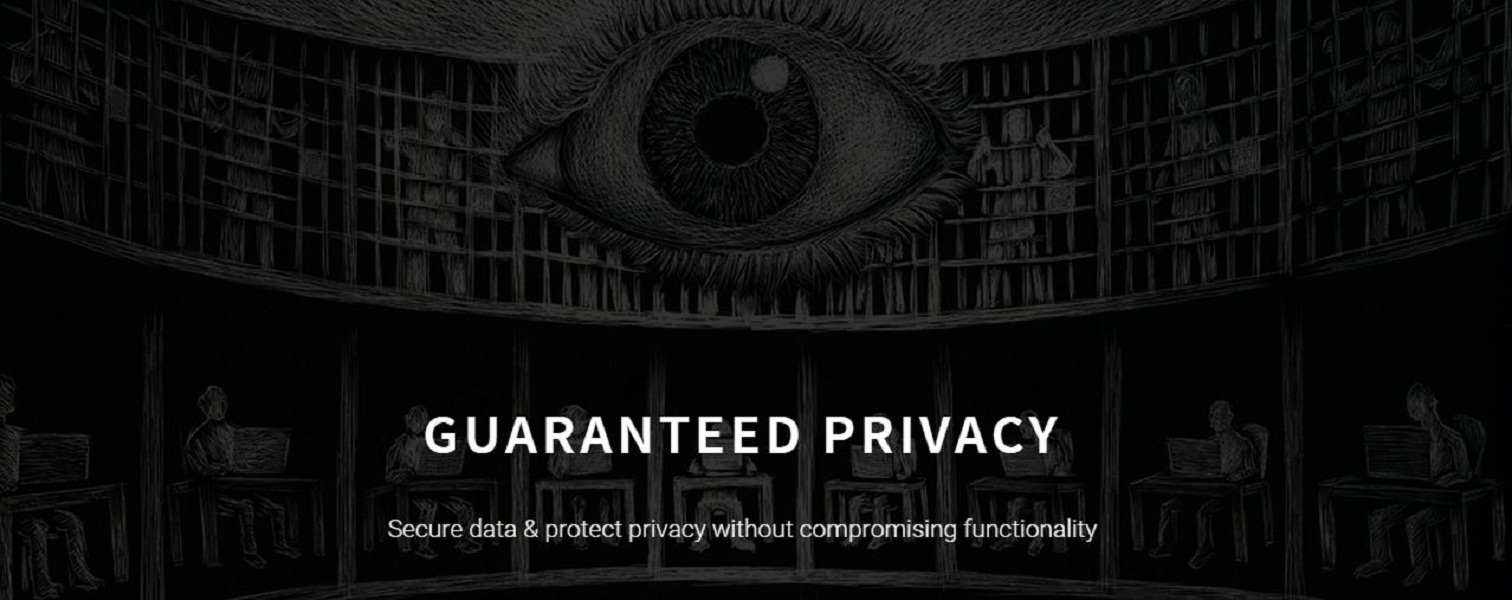 GUARANTEED PRIVACY
Secure data & protect privacy without compromising functionality